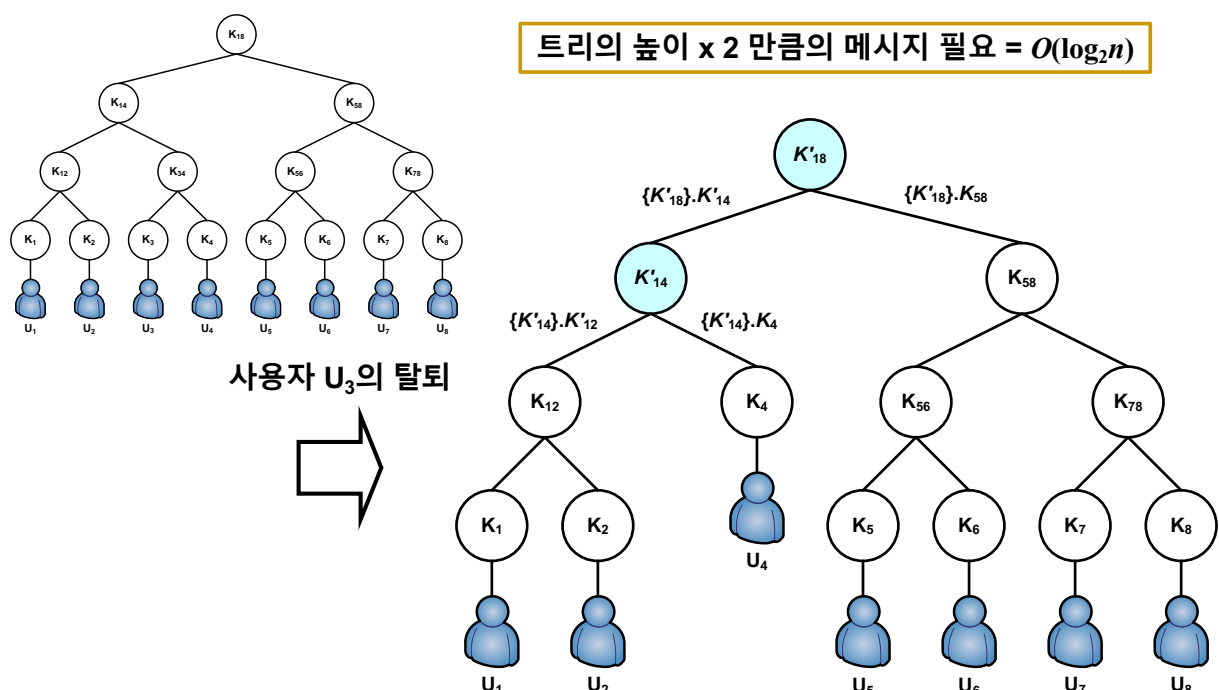 트리의 높이 x 2 만큼의 메시지 필요 = O(log₂n)
K₁₈
K₁₄ K₅₈
K₁₂ K₃₄ K₅₆ K₇₈
K₁ K₂ K₃ K₄ K₅ K₆ K₇ K₈
U₁ U₂ U₃ U₄ U₅ U₆ U₇ U₈
사용자 U₃의 탈퇴
K'₁₈
{K'₁₈}.K'₁₄ {K'₁₈}.K₅₈
K'₁₄ K₅₈
{K'₁₄}.K'₁₂ {K'₁₄}.K₄
K₁₂ K₄ K₅₆ K₇₈
K₁ K₂ K₅ K₆ K₇ K₈
U₄
U₁ U₂ U₅ U₆ U₇ U₈